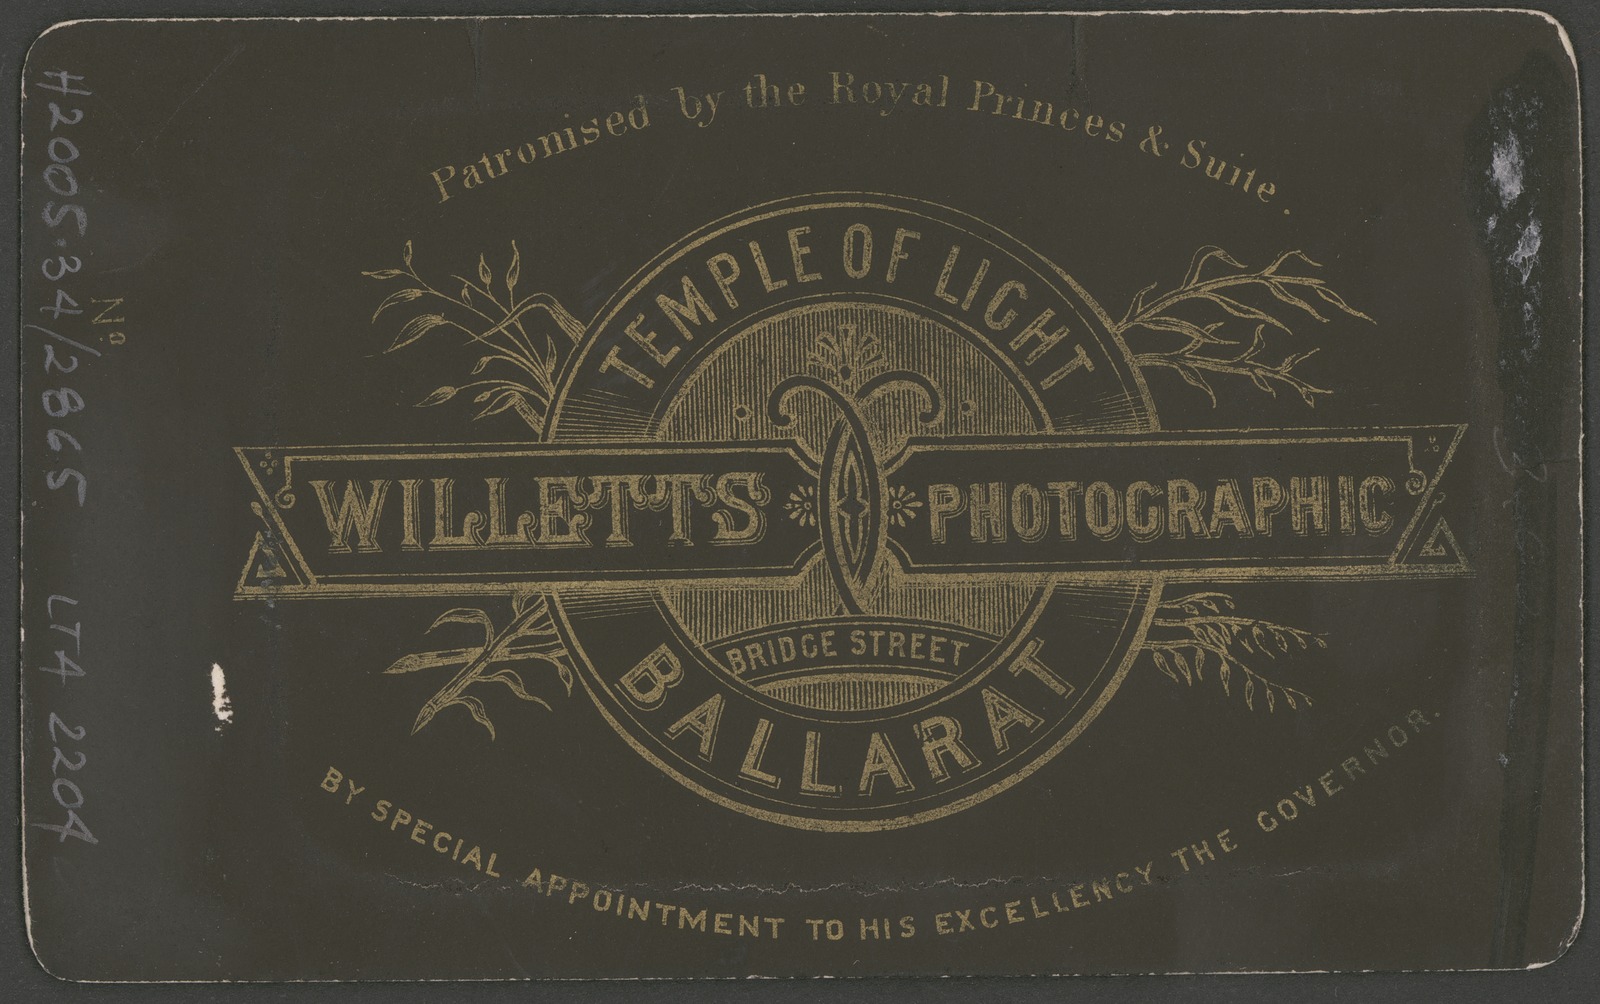 Patronised by the Royal Princes & Suite.
TEMPLE OF LIGHT
WILLETTS PHOTOGRAPHIC
BRIDGE STREET
BALLARAT
BY SPECIAL APPOINTMENT TO HIS EXCELLENCY THE GOVERNOR.
No
H2005.34/2865 LTA 2204